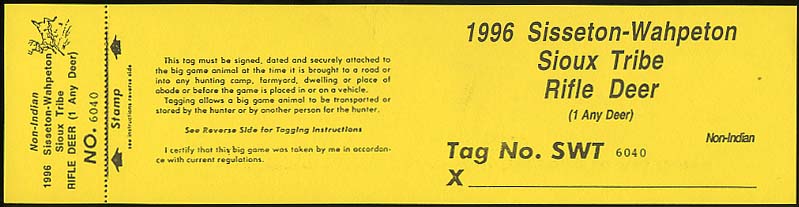 Non-Indian
1996 Sisseton-Wahpeton
Sioux Tribe
RIFLE DEER (1 Any Deer)
NO. 6040
Stamp
see instructions reverse side
This tag must be signed, dated and securely attached to
the big game animal at the time it is brought to a road or
into any hunting camp, farmyard, dwelling or place of
abode or before the game is placed in or on a vehicle.
Tagging allows a big game animal to be transported or
stored by the hunter or by another person for the hunter.
See Reverse Side for Tagging Instructions
I certify that this big game was taken by me in accordan-
ce with current regulations.
1996 Sisseton-Wahpeton
Sioux Tribe
Rifle Deer
(1 Any Deer)
Non-Indian
Tag No. SWT 6040
X